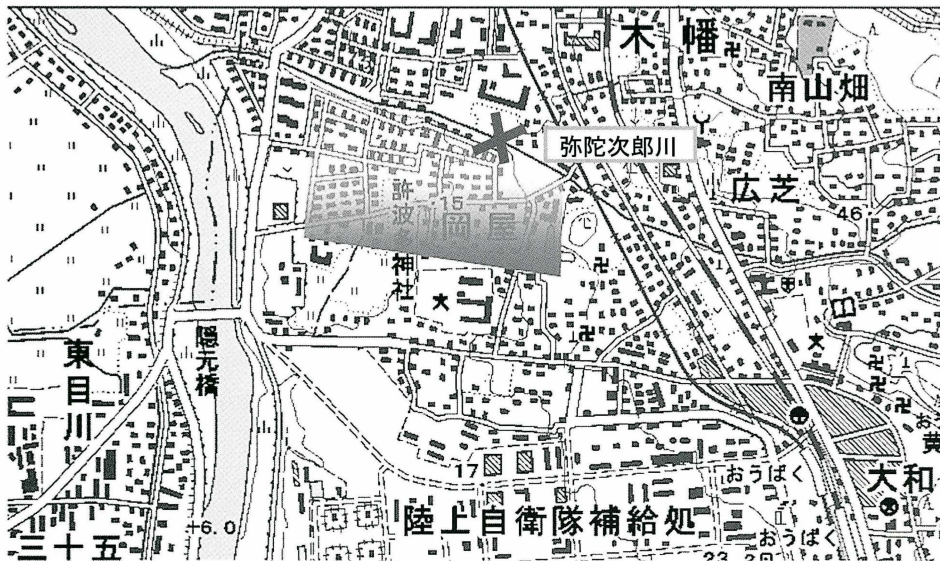 木幡
南山畑
弥陀次郎川
広芝
46
15
岡屋
許波
神社
東目川
隠元橋
17
おうばく
黄
大和
陸上自衛隊補給処
6.0
三十五
23
おうばく